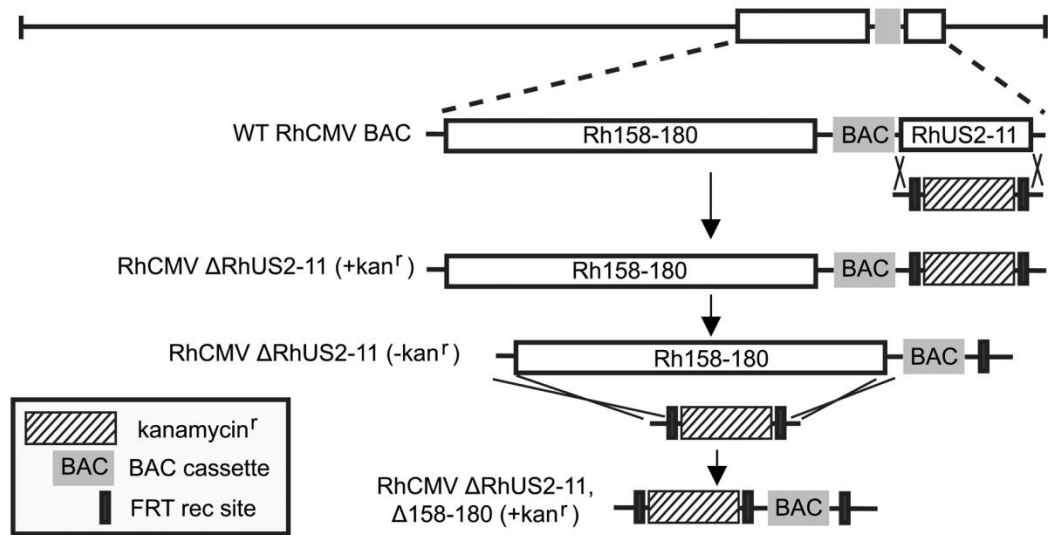 WT RhCMV BAC
Rh158-180
BAC
RhUS2-11
RhCMV ΔRhUS2-11 (+kanʳ)
Rh158-180
BAC
RhCMV ΔRhUS2-11 (-kanʳ)
Rh158-180
BAC
kanamycinʳ
BAC BAC cassette
FRT rec site
RhCMV ΔRhUS2-11,
Δ158-180 (+kanʳ)
BAC